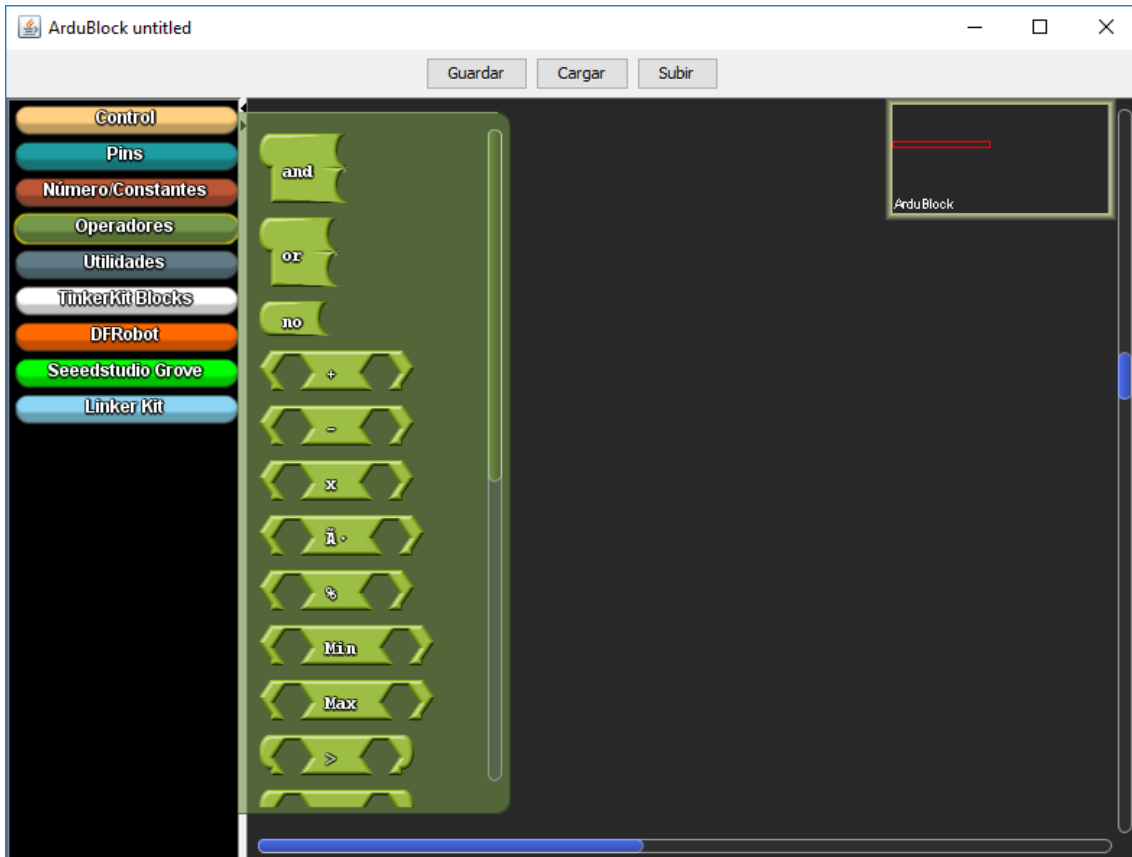 ArduBlock untitled
Guardar Cargar Subir
Control
Pins
Número/Constantes
Operadores
Utilidades
TinkerKit Blocks
DFRobot
Seeedstudio Grove
Linker Kit
and
or
no
+
-
x
Ã·
%
Min
Max
>
ArduBlock